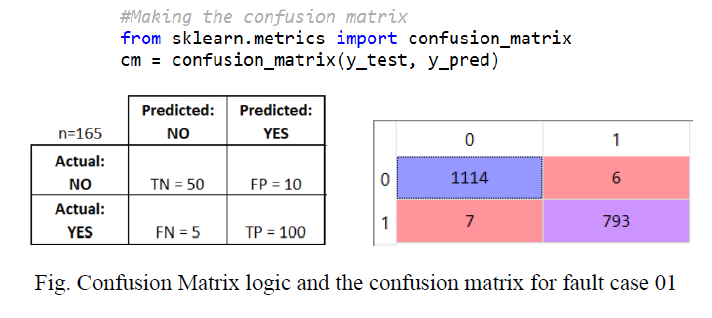 #Making the confusion matrix
from sklearn.metrics import confusion_matrix
cm = confusion_matrix(y_test, y_pred)
n=165 Predicted: NO Predicted: YES
Actual: NO TN = 50 FP = 10
Actual: YES FN = 5 TP = 100
0 1
0 1114 6
1 7 793
Fig. Confusion Matrix logic and the confusion matrix for fault case 01